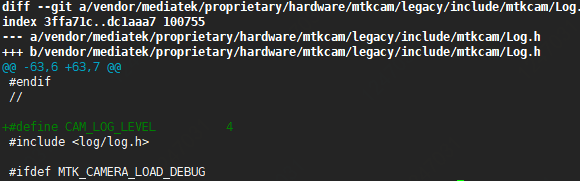 diff --git a/vendor/mediatek/proprietary/hardware/mtkcam/legacy/include/mtkcam/Log.
index 3ffa71c..dc1aaa7 100755
--- a/vendor/mediatek/proprietary/hardware/mtkcam/legacy/include/mtkcam/Log.h
+++ b/vendor/mediatek/proprietary/hardware/mtkcam/legacy/include/mtkcam/Log.h
@@ -63,6 +63,7 @@
 #endif
 //
+#define CAM_LOG_LEVEL          4
 #include <log/log.h>
 #ifdef MTK_CAMERA_LOAD_DEBUG